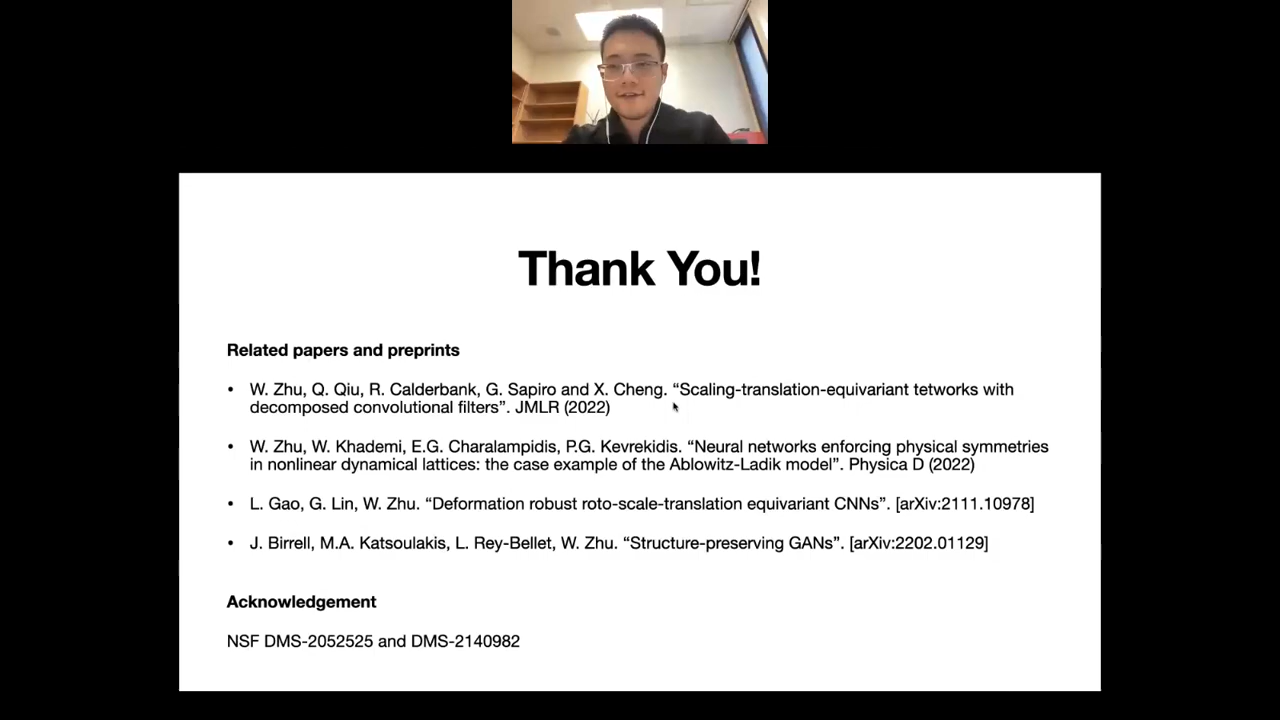 Thank You!
Related papers and preprints
• W. Zhu, Q. Qiu, R. Calderbank, G. Sapiro and X. Cheng. “Scaling-translation-equivariant tetworks with
decomposed convolutional filters”. JMLR (2022)
• W. Zhu, W. Khademi, E.G. Charalampidis, P.G. Kevrekidis. “Neural networks enforcing physical symmetries
in nonlinear dynamical lattices: the case example of the Ablowitz-Ladik model”. Physica D (2022)
• L. Gao, G. Lin, W. Zhu. “Deformation robust roto-scale-translation equivariant CNNs”. [arXiv:2111.10978]
• J. Birrell, M.A. Katsoulakis, L. Rey-Bellet, W. Zhu. “Structure-preserving GANs”. [arXiv:2202.01129]
Acknowledgement
NSF DMS-2052525 and DMS-2140982